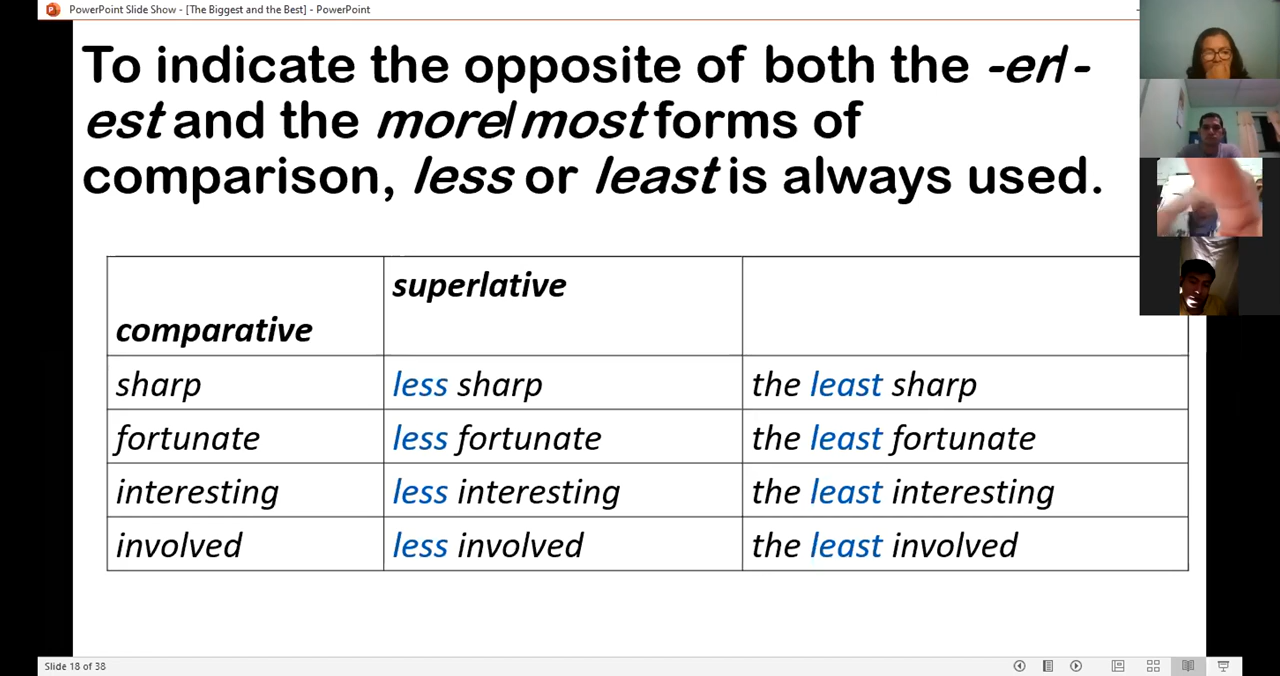 PowerPoint Slide Show - [The Biggest and the Best] - PowerPoint
To indicate the opposite of both the -er/ -
est and the more/ most forms of
comparison, less or least is always used.
superlative
comparative
sharp less sharp the least sharp
fortunate less fortunate the least fortunate
interesting less interesting the least interesting
involved less involved the least involved
Slide 18 of 38